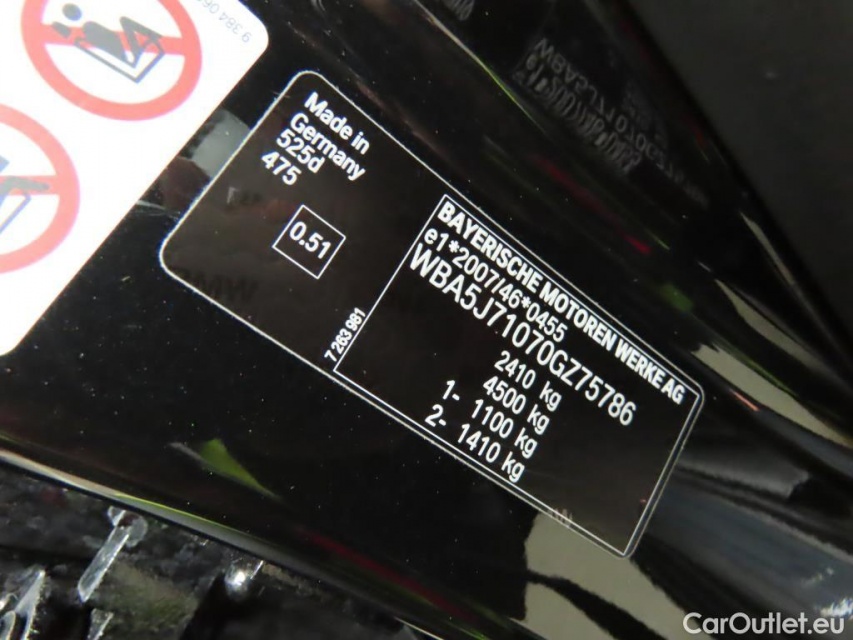 Made in
Germany
525d
475
0.51
7 263 981
BAYERISCHE MOTOREN WERKE AG
e1*2007/46*0455
WBA5J71070GZ75786
2410 kg
4500 kg
1- 1100 kg
2- 1410 kg
CarOutlet.eu